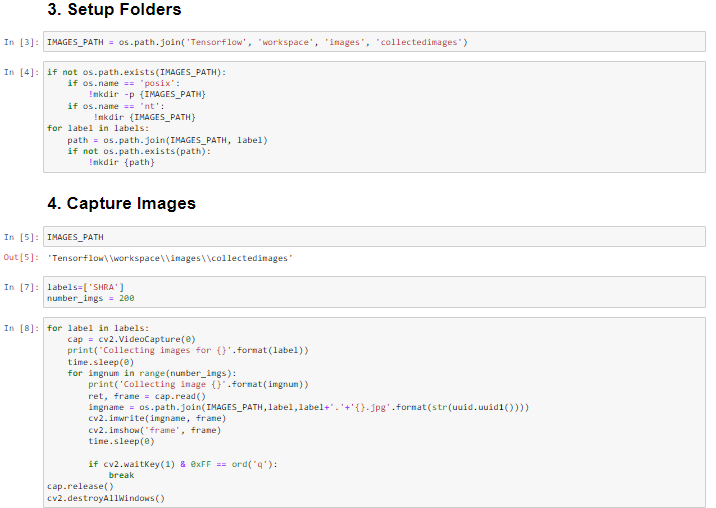 3. Setup Folders
In [3]: IMAGES_PATH = os.path.join('Tensorflow', 'workspace', 'images', 'collectedimages')
In [4]: if not os.path.exists(IMAGES_PATH):
    if os.name == 'posix':
        !mkdir -p {IMAGES_PATH}
    if os.name == 'nt':
         !mkdir {IMAGES_PATH}
for label in labels:
    path = os.path.join(IMAGES_PATH, label)
    if not os.path.exists(path):
        !mkdir {path}
4. Capture Images
In [5]: IMAGES_PATH
Out[5]: 'Tensorflow\\workspace\\images\\collectedimages'
In [7]: labels=['SHRA']
number_imgs = 200
In [8]: for label in labels:
    cap = cv2.VideoCapture(0)
    print('Collecting images for {}'.format(label))
    time.sleep(0)
    for imgnum in range(number_imgs):
        print('Collecting image {}'.format(imgnum))
        ret, frame = cap.read()
        imgname = os.path.join(IMAGES_PATH,label,label+'.'+'{}.jpg'.format(str(uuid.uuid1())))
        cv2.imwrite(imgname, frame)
        cv2.imshow('frame', frame)
        time.sleep(0)
        if cv2.waitKey(1) & 0xFF == ord('q'):
            break
cap.release()
cv2.destroyAllWindows()